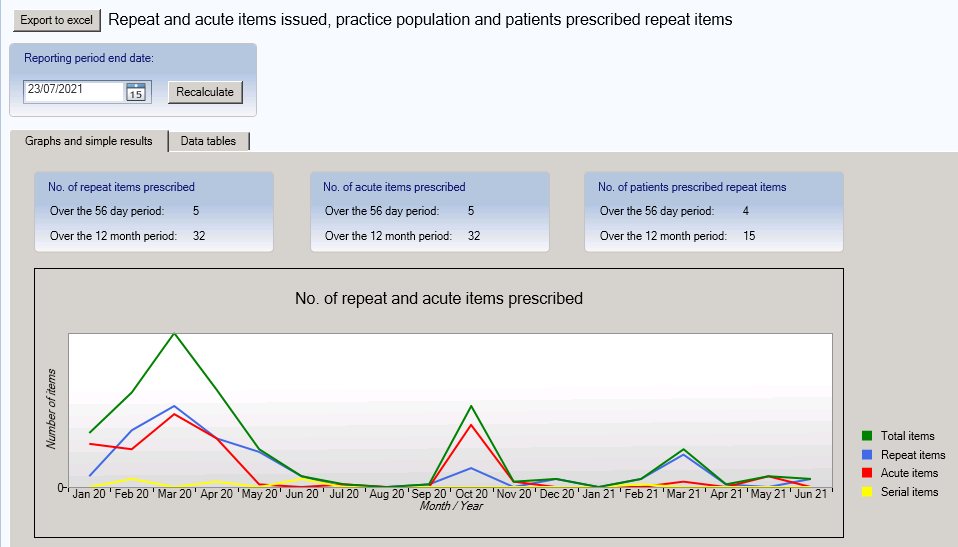 Export to excel Repeat and acute items issued, practice population and patients prescribed repeat items
Reporting period end date:
23/07/2021 15 Recalculate
Graphs and simple results Data tables
No. of repeat items prescribed
Over the 56 day period: 5
Over the 12 month period: 32
No. of acute items prescribed
Over the 56 day period: 5
Over the 12 month period: 32
No. of patients prescribed repeat items
Over the 56 day period: 4
Over the 12 month period: 15
No. of repeat and acute items prescribed
Number of items
0
Jan 20 Feb 20 Mar 20 Apr 20 May 20 Jun 20 Jul 20 Aug 20 Sep 20 Oct 20 Nov 20 Dec 20 Jan 21 Feb 21 Mar 21 Apr 21 May 21 Jun 21
Month / Year
Total items
Repeat items
Acute items
Serial items